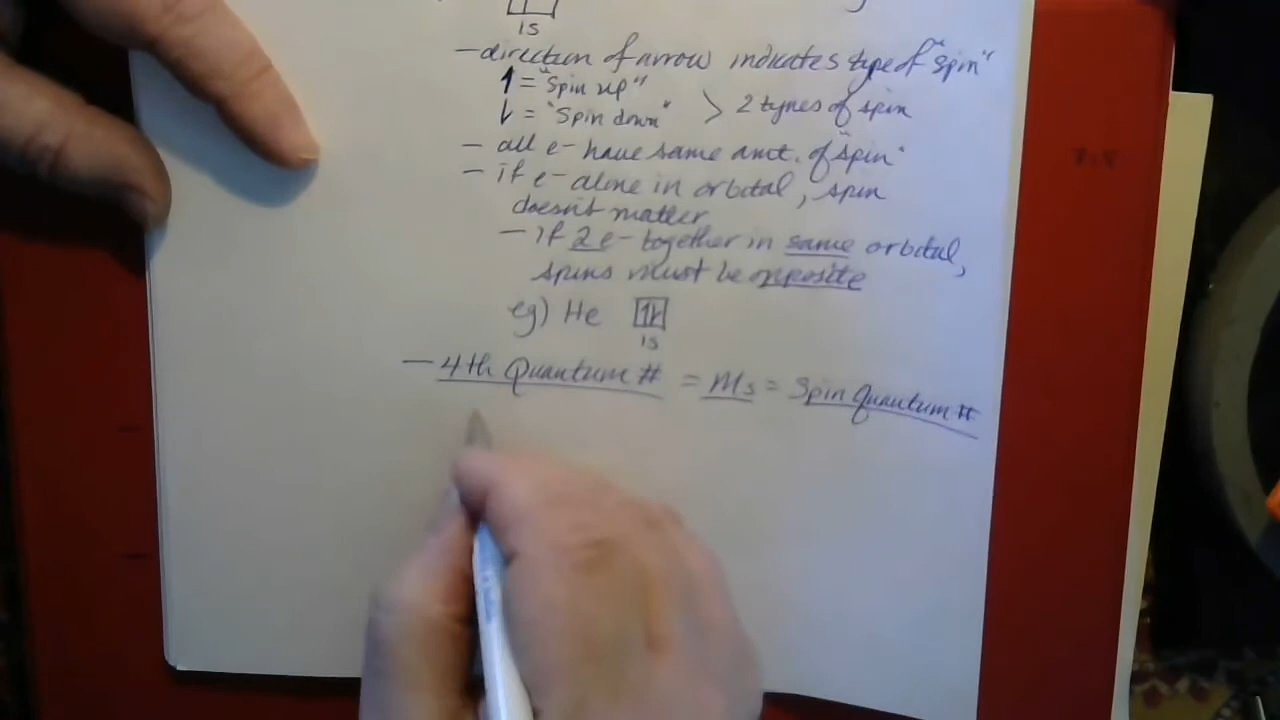 1s
- direction of arrow indicates type of "spin"
↿ = "spin up"
⇂ = "spin down" > 2 types of spin
- all e- have same amt. of "spin"
- if e- alone in orbital, spin
doesn't matter
- if 2 e- together in same orbital,
spins must be opposite
eg) He ↿⇂
1s
- 4th Quantum # = ms = Spin Quantum #